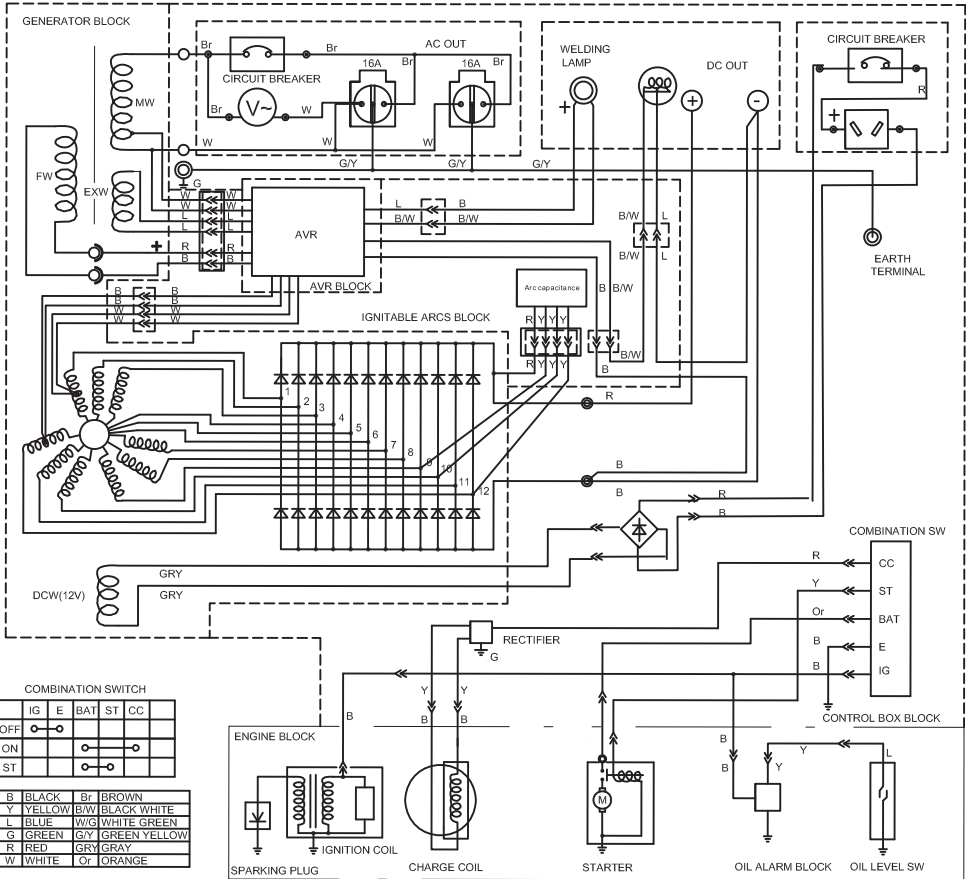 GENERATOR BLOCK
Br
Br
AC OUT
16A
Br
Br
16A
CIRCUIT BREAKER
V~
MW
Br
W
W
W
W
WELDING
LAMP
DC OUT
+
+
-
CIRCUIT BREAKER
R
+
G/Y
G/Y
G/Y
FW
EXW
G
W
W
W
W
L
L
L
L
R
R
B
B
+
AVR
AVR BLOCK
L
B
B/W
B/W
B/W
L
B/W
L
EARTH
TERMINAL
B
B
B
B
W
W
W
W
Arc capacitance
B
B/W
R
Y
Y
Y
IGNITABLE ARCS BLOCK
R
Y
Y
Y
B/W
B
R
1
2
3
4
5
6
7
8
9
10
11
12
B
B
R
B
DCW(12V)
GRY
GRY
COMBINATION SW
R
CC
Y
ST
Or
BAT
B
E
B
IG
RECTIFIER
G
Y
Y
B
B
B
CONTROL BOX BLOCK
COMBINATION SWITCH
IG E BAT ST CC
OFF
ON
ST
B BLACK Br BROWN
Y YELLOW B/W BLACK WHITE
L BLUE W/G WHITE GREEN
G GREEN G/Y GREEN YELLOW
R RED GRY GRAY
W WHITE Or ORANGE
ENGINE BLOCK
B
B
Y
Y
L
M
IGNITION COIL
SPARKING PLUG
CHARGE COIL
STARTER
OIL ALARM BLOCK
OIL LEVEL SW